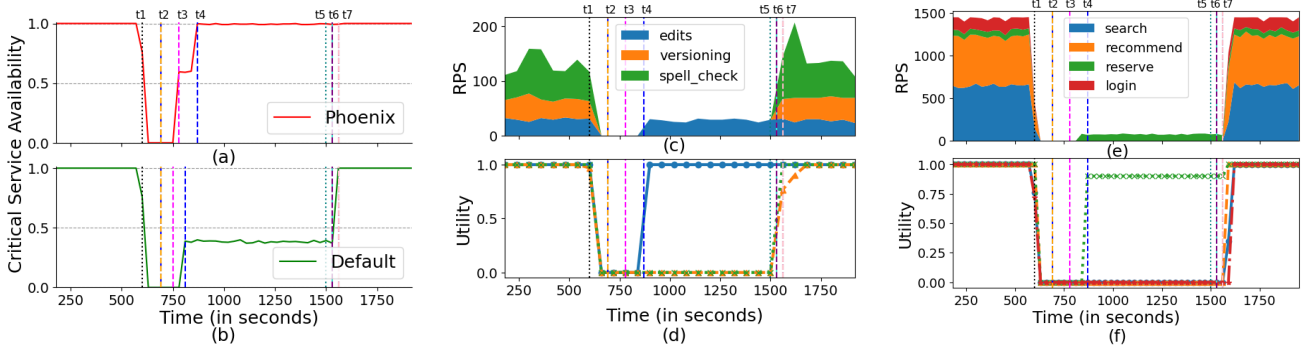 t1 t2 t3 t4 t5 t6 t7
1.0
0.5
0.0
Phoenix
(a)
1.0
0.5
0.0
Default
Critical Service Availability
250 500 750 1000 1250 1500 1750
Time (in seconds)
(b)
t1 t2 t3 t4 t5 t6 t7
200
100
0
RPS
edits
versioning
spell_check
(c)
1.0
0.5
0.0
Utility
250 500 750 1000 1250 1500 1750
Time (in seconds)
(d)
t1 t2 t3 t4 t5 t6 t7
1500
1000
500
0
RPS
search
recommend
reserve
login
(e)
1.00
0.75
0.50
0.25
0.00
Utility
250 500 750 1000 1250 1500 1750
Time (in seconds)
(f)